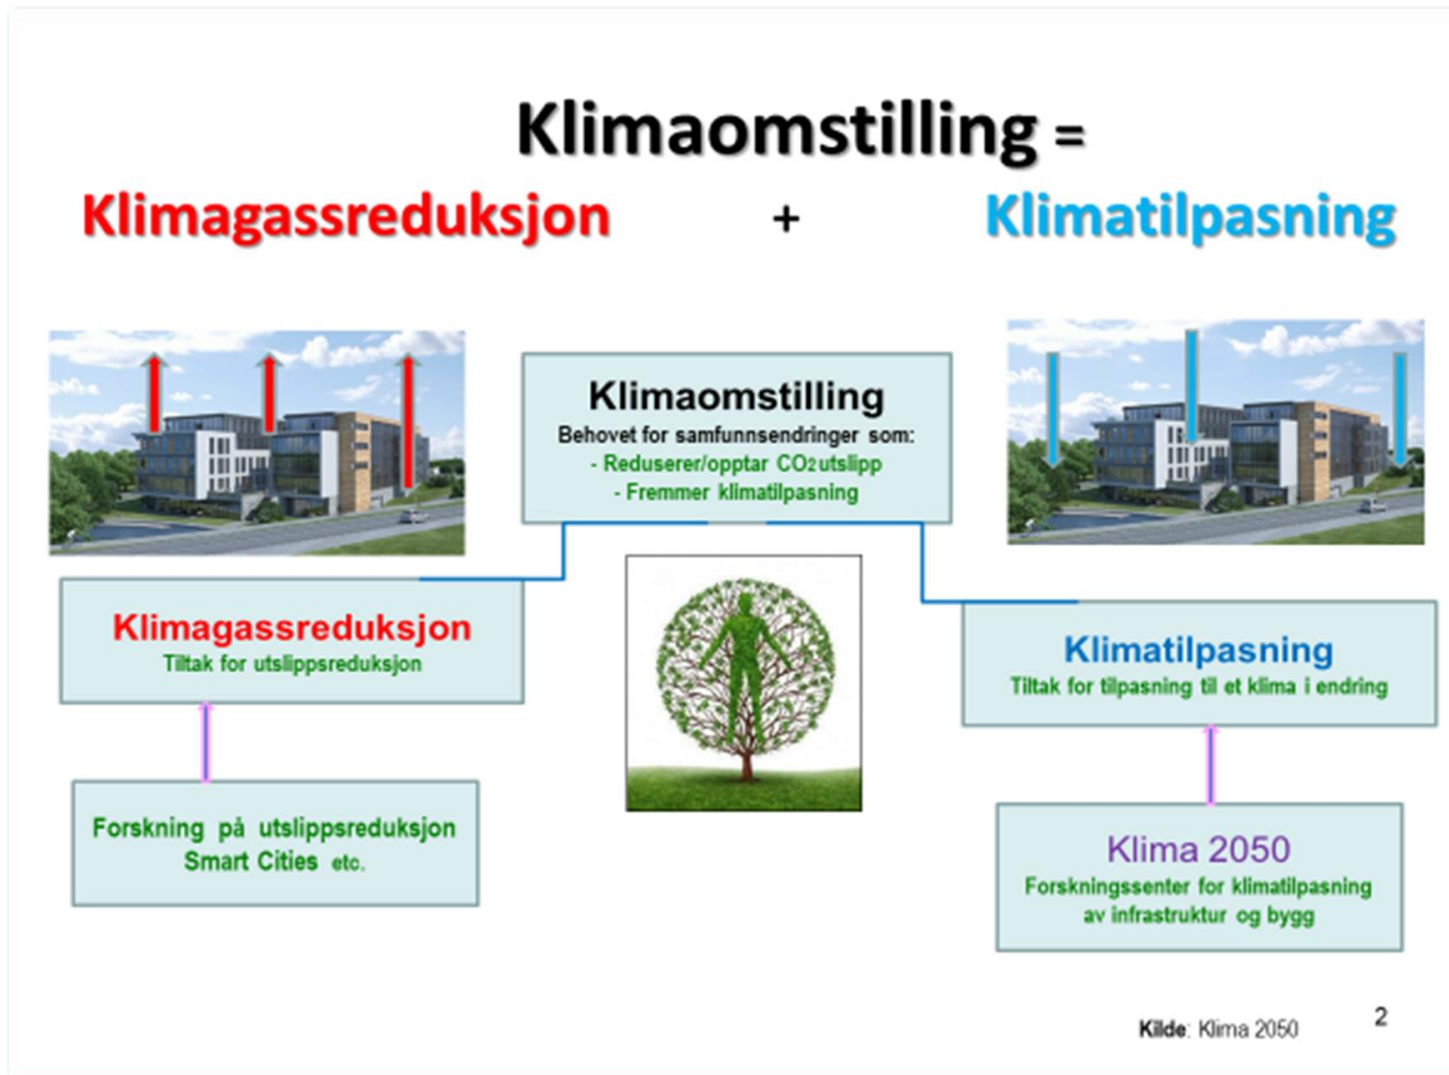 Klimaomstilling =
Klimagassreduksjon + Klimatilpasning
Klimaomstilling
Behovet for samfunnsendringer som:
- Reduserer/opptar CO2 utslipp
- Fremmer klimatilpasning
Klimagassreduksjon
Tiltak for utslippsreduksjon
Klimatilpasning
Tiltak for tilpasning til et klima i endring
Forskning på utslippsreduksjon
Smart Cities etc.
Klima 2050
Forskningssenter for klimatilpasning
av infrastruktur og bygg
Kilde: Klima 2050
2